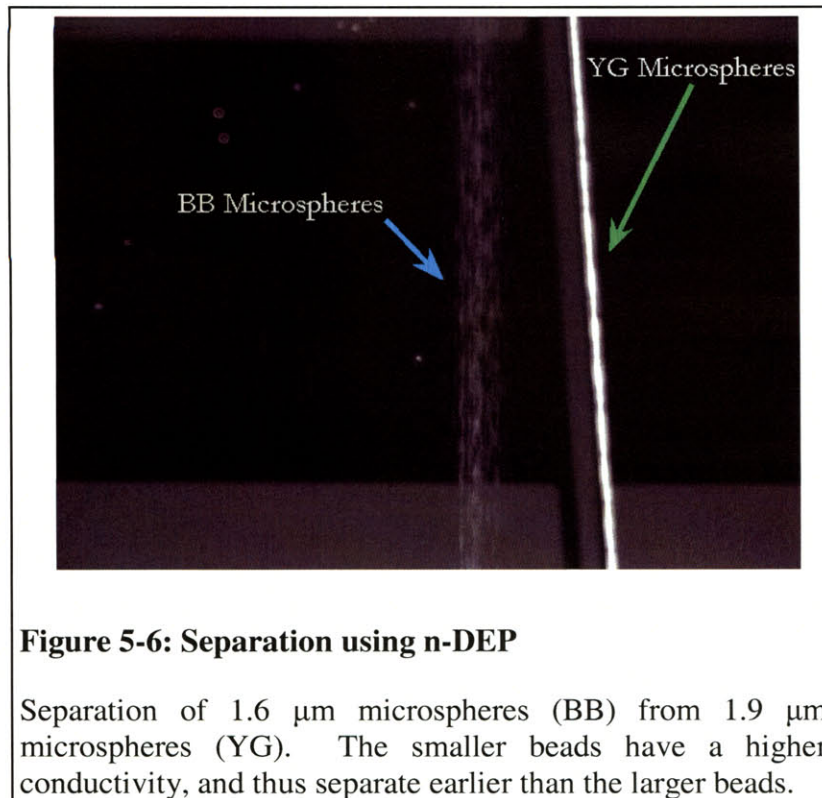 YG Microspheres
BB Microspheres
Figure 5-6: Separation using n-DEP
Separation of 1.6 μm microspheres (BB) from 1.9 μm
microspheres (YG). The smaller beads have a higher
conductivity, and thus separate earlier than the larger beads.